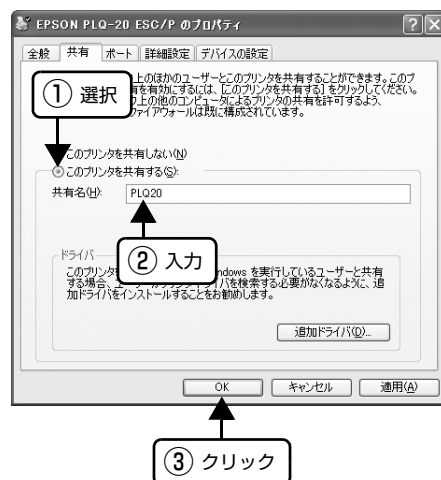 EPSON PLQ-20 ESC/P のプロパティ
全般 共有 ポート 詳細設定 デバイスの設定
上のほかのユーザーとこのプリンタを共有することができます。このプ
有を有効にするには、[このプリンタを共有する] をクリックしてください。
上の他のコンピュータによるプリンタの共有を許可するよう、
ファイアウォールは既に構成されています。
① 選択
このプリンタを共有しない(N)
このプリンタを共有する(S):
共有名(H): PLQ20
② 入力
ドライバ
このプリンタを ndows を実行しているユーザーと共有
する場合、ユーザーがプリンタ ドライバを検索する必要がなくなるように、追
加ドライバをインストールすることをお勧めします。
追加ドライバ(D)...
OK キャンセル 適用(A)
③ クリック